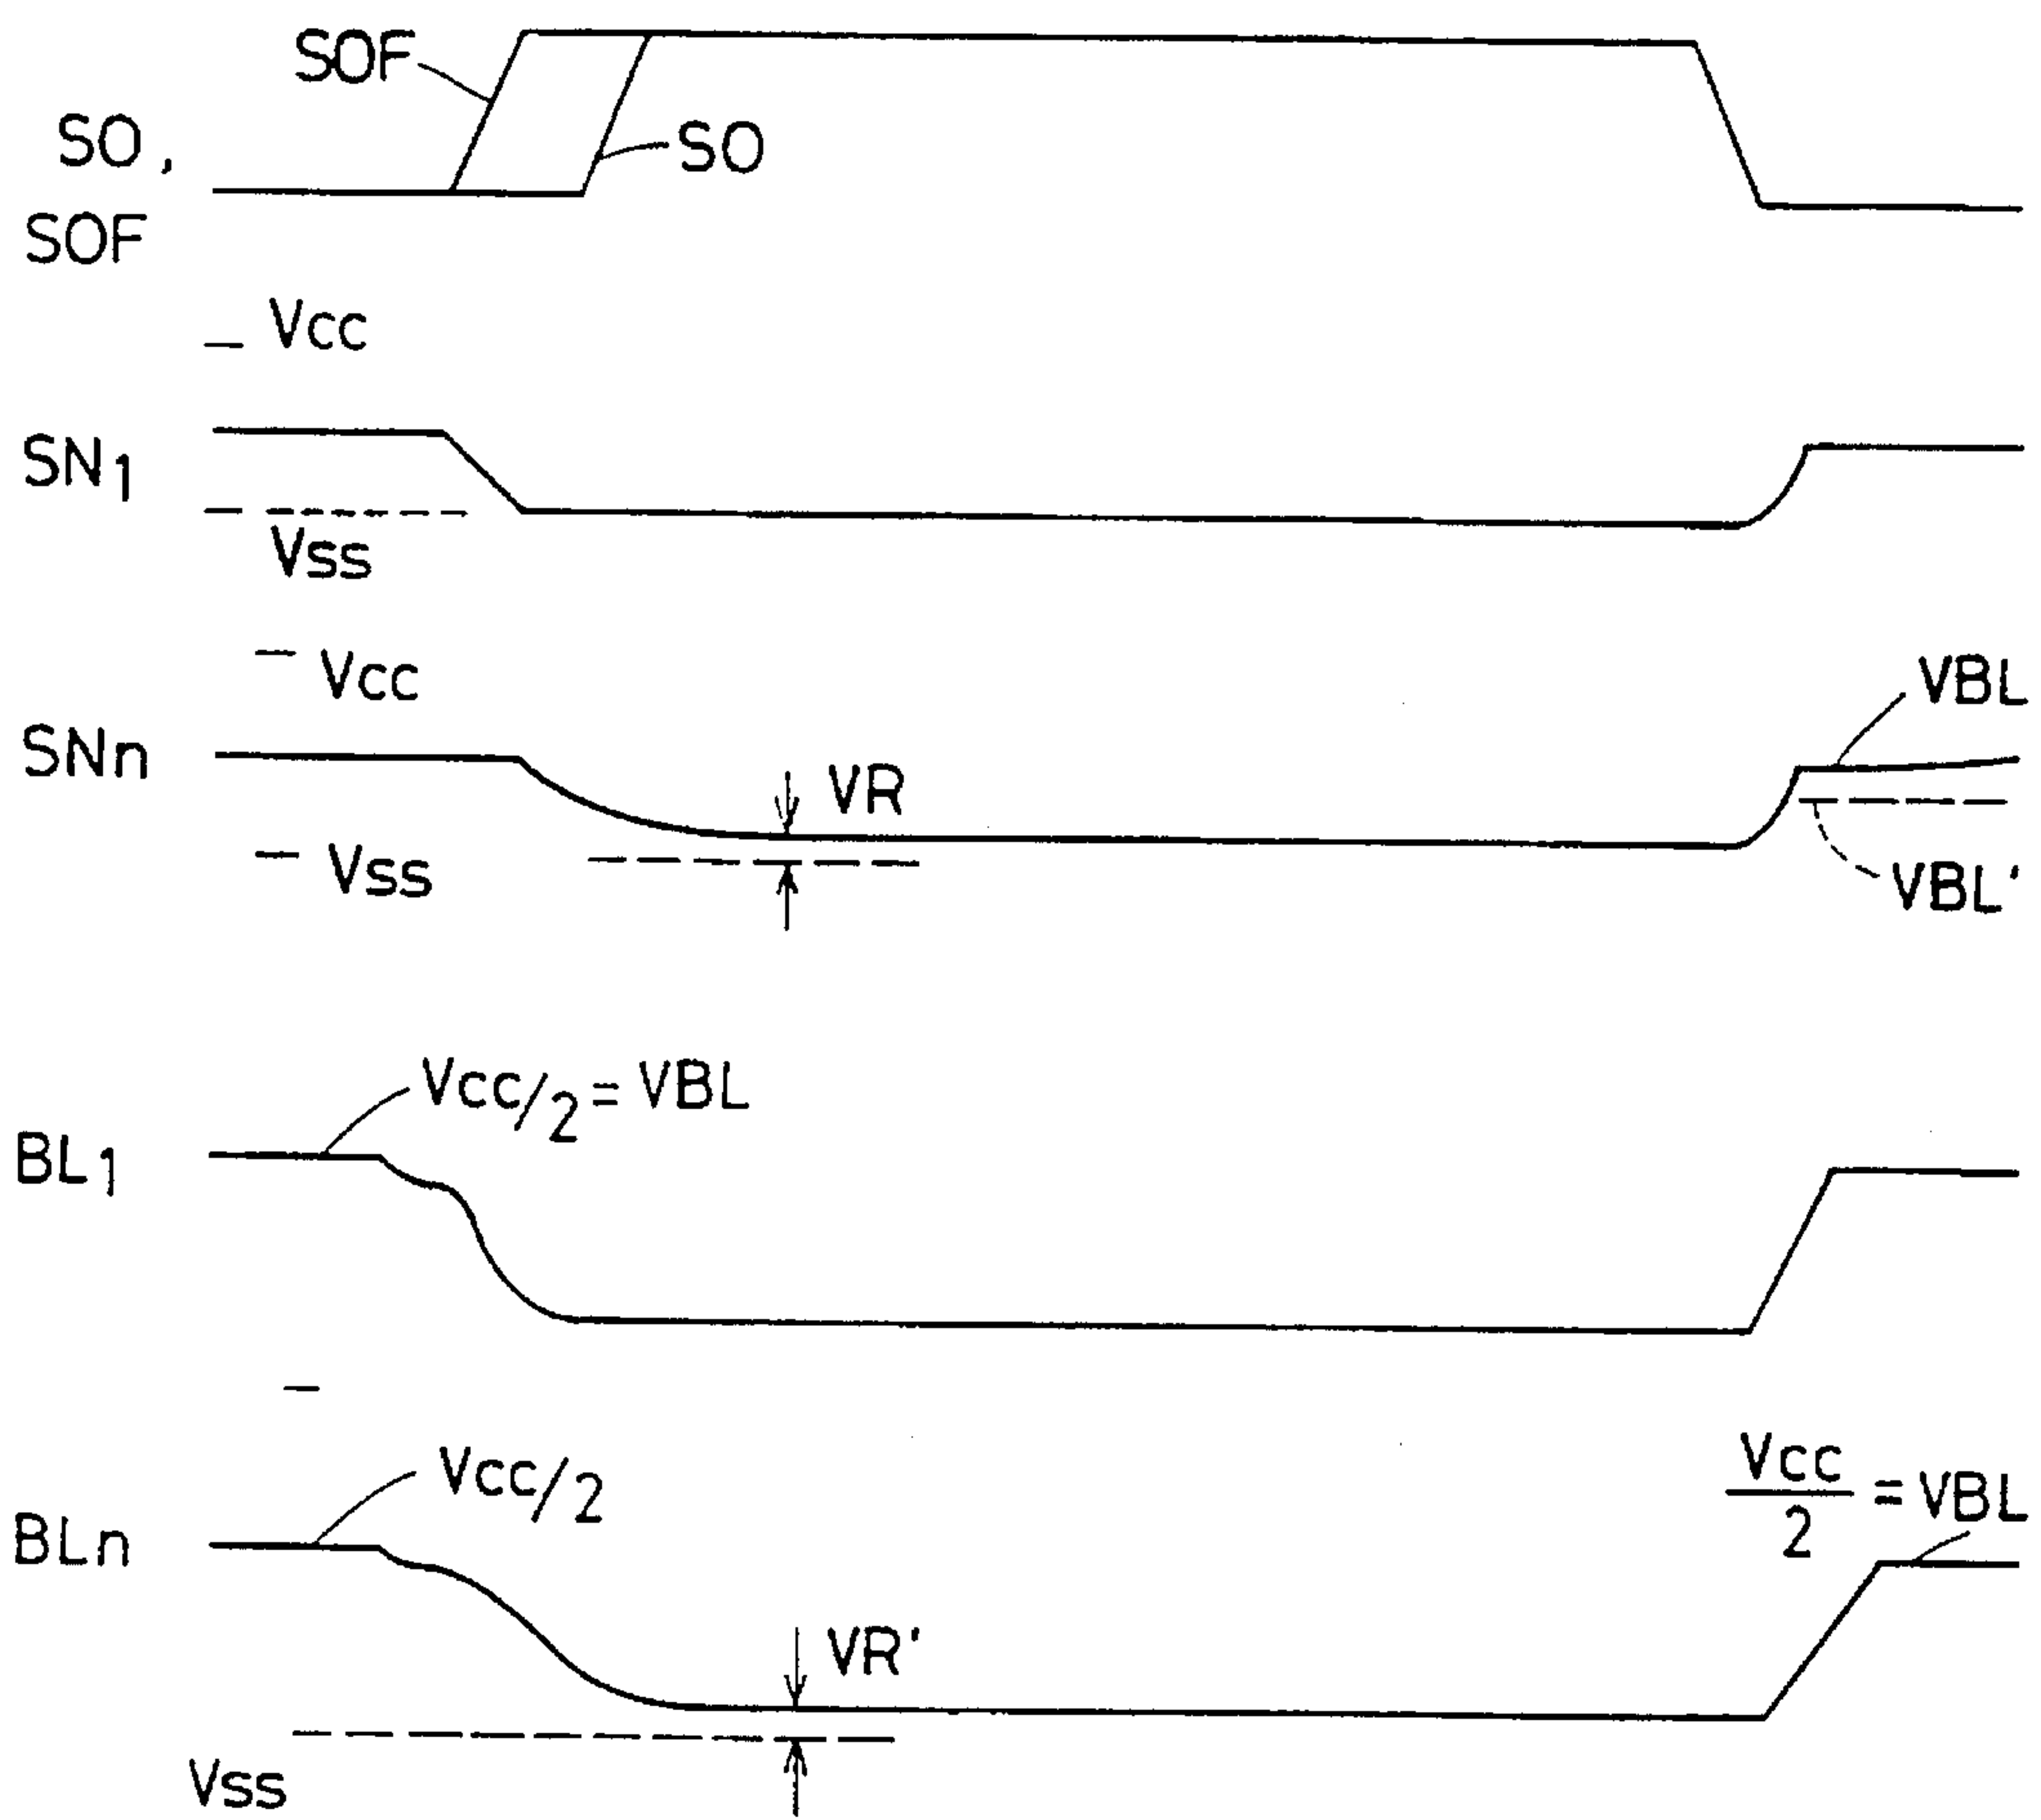 SOF
SO,
SO
SOF
Vcc
SN1
Vss
Vcc
VBL
SNn
VR
Vss
VBL'
Vcc/2 = VBL
BL1
Vcc/2
Vcc/2 = VBL
BLn
VR'
Vss